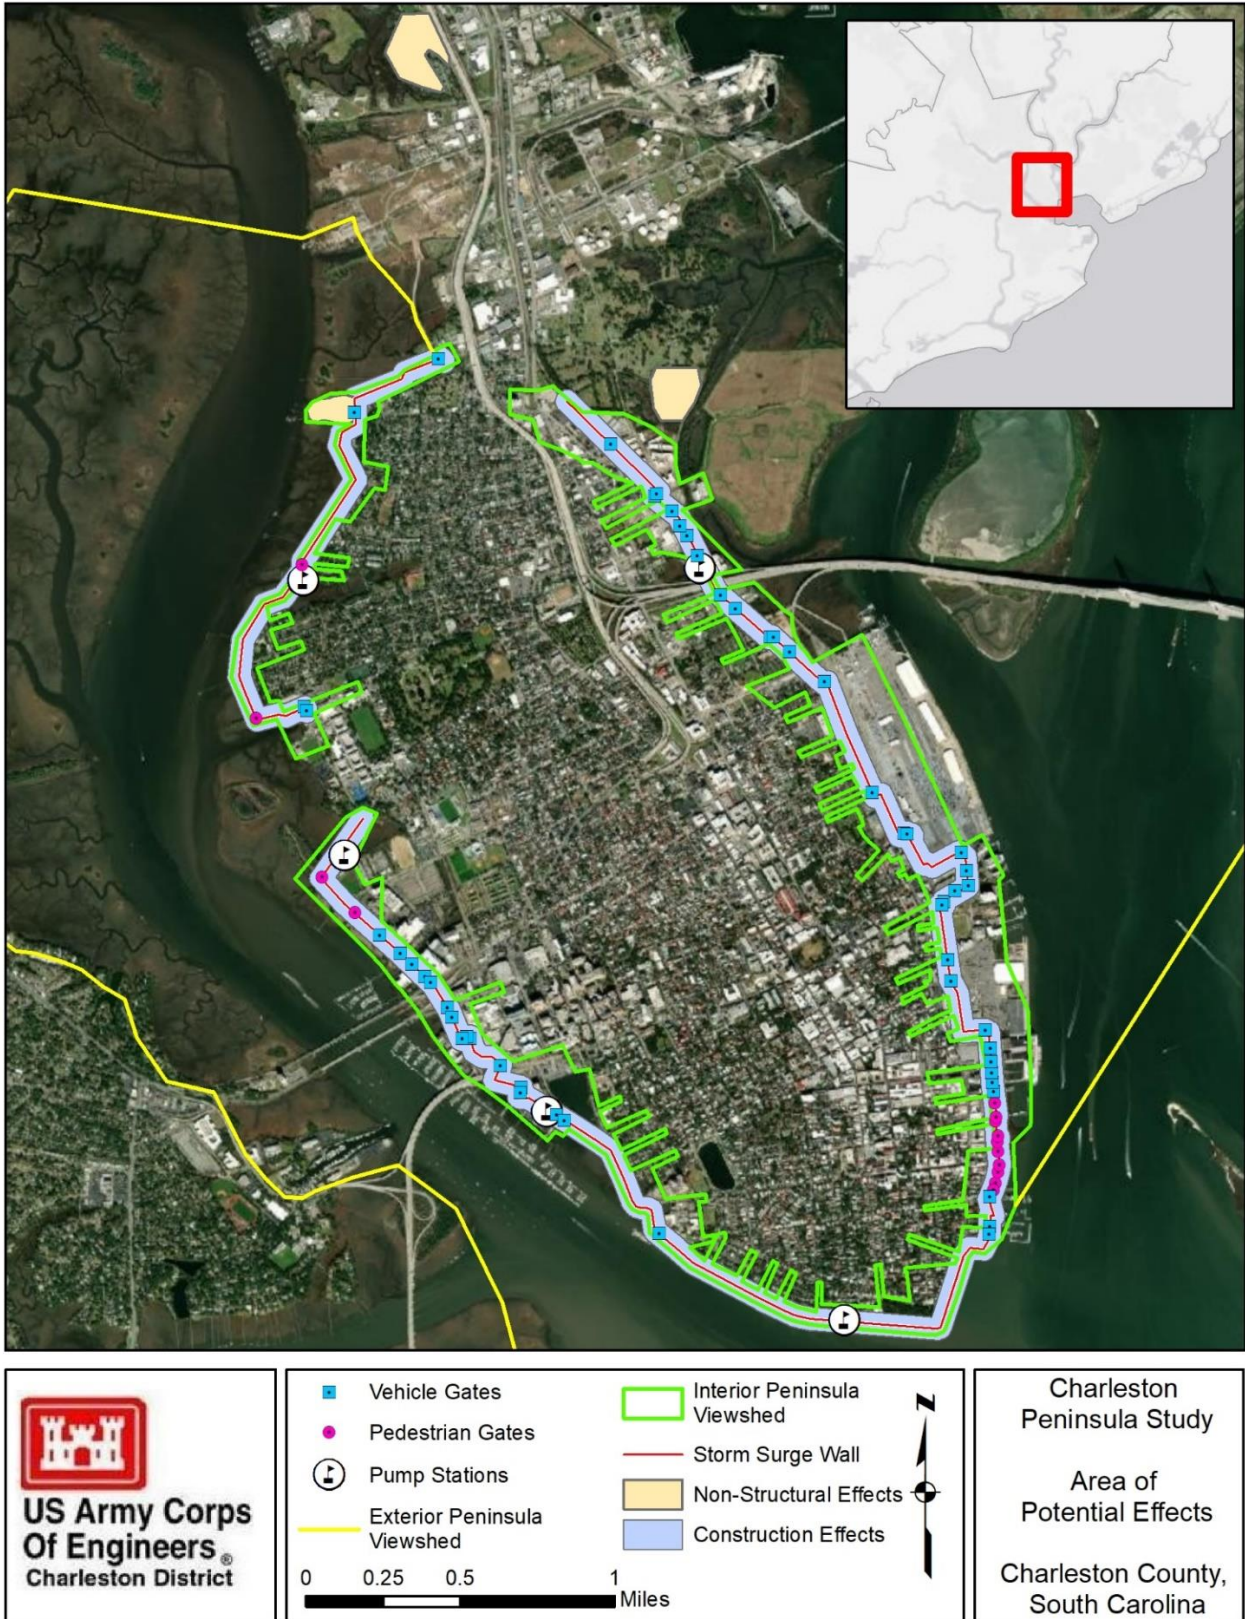 Vehicle Gates
Pedestrian Gates
Pump Stations
Exterior Peninsula
Viewshed
Interior Peninsula
Viewshed
Storm Surge Wall
Non-Structural Effects
Construction Effects
0 0.25 0.5 1
Miles
N
US Army Corps
Of Engineers®
Charleston District
Charleston
Peninsula Study
Area of
Potential Effects
Charleston County,
South Carolina